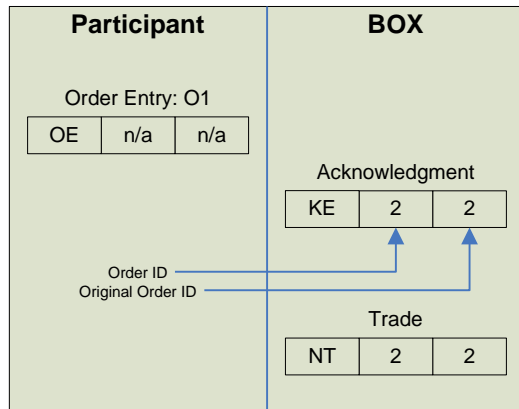 Participant BOX
Order Entry: O1
OE n/a n/a
Acknowledgment
KE 2 2
Order ID
Original Order ID
Trade
NT 2 2